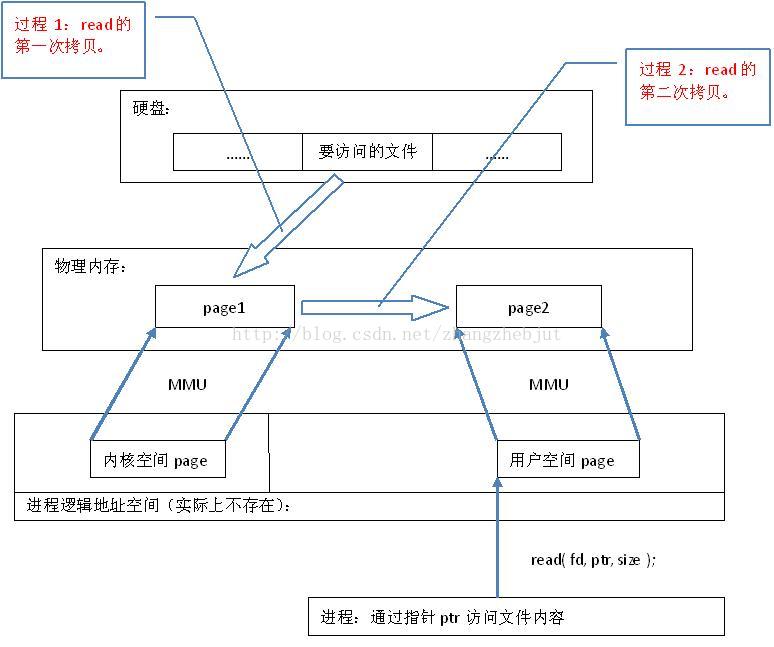 过程 1：read的
第一次拷贝。
过程 2：read 的
第二次拷贝。
硬盘：
......
要访问的文件
......
物理内存：
page1
page2
http://blog.csdn.net/zhangzhebjut
MMU
MMU
内核空间 page
用户空间 page
进程逻辑地址空间（实际上不存在）：
read( fd, ptr, size );
进程：通过指针 ptr 访问文件内容